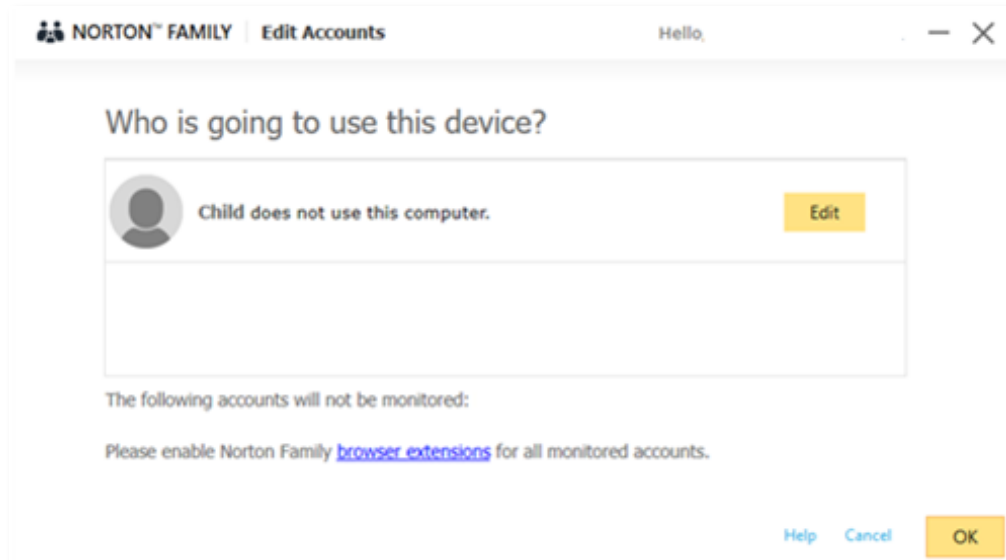 NORTON™ FAMILY Edit Accounts Hello,
Who is going to use this device?
Child does not use this computer. Edit
The following accounts will not be monitored:
Please enable Norton Family browser extensions for all monitored accounts.
Help Cancel OK